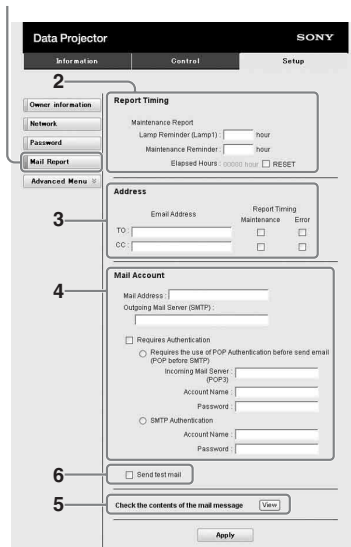 Data Projector SONY
Information Control Setup
2
Owner information
Network
Password
Mail Report
Advanced Menu
Report Timing
Maintenance Report
Lamp Reminder (Lamp1) : hour
Maintenance Reminder : hour
Elapsed Hours : 00000 hour RESET
3
Address
Email Address Report Timing
Maintenance Error
TO :
CC :
4
Mail Account
Mail Address :
Outgoing Mail Server (SMTP) :
Requires Authentication
Requires the use of POP Authentication before send email
(POP before SMTP)
Incoming Mail Server :
(POP3)
Account Name :
Password :
SMTP Authentication
Account Name :
Password :
6
Send test mail
5
Check the contents of the mail message View
Apply